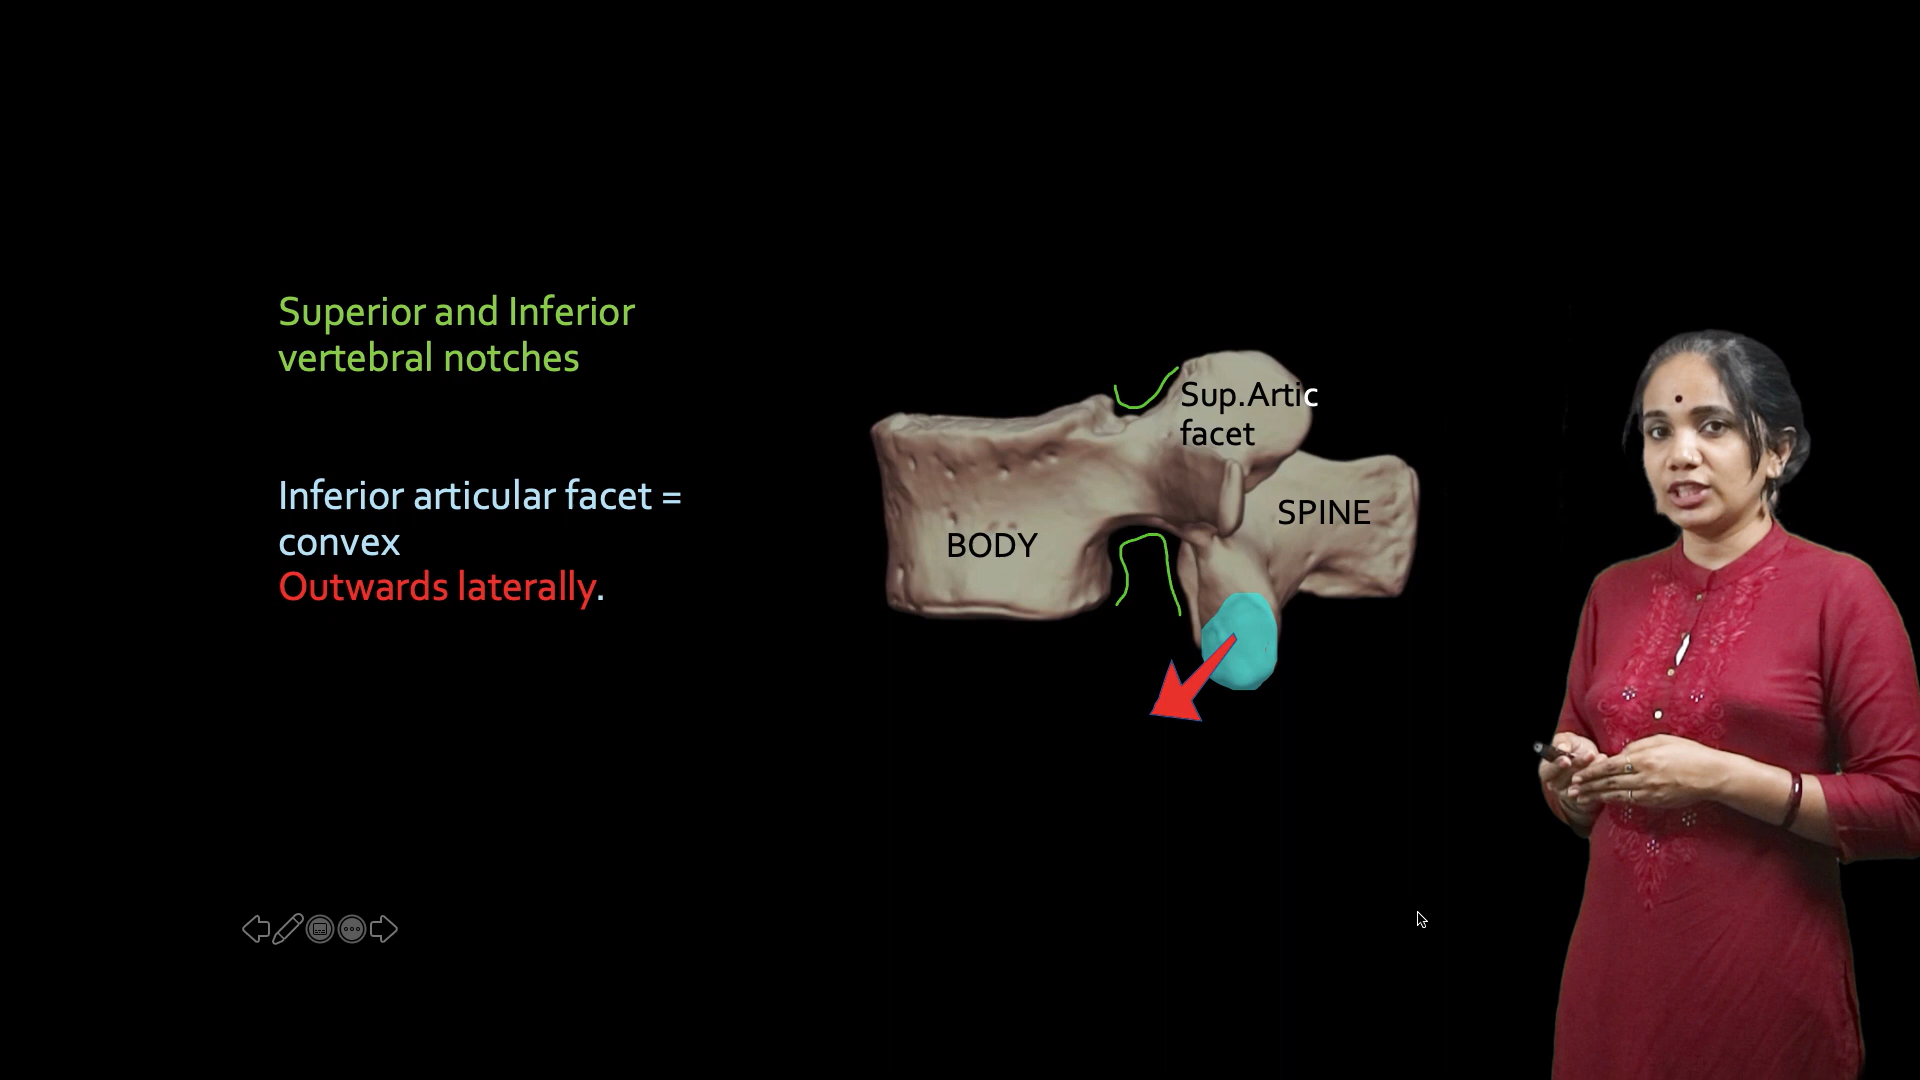 Superior and Inferior
vertebral notches
Inferior articular facet =
convex
Outwards laterally.
Sup.Artic
facet
SPINE
BODY